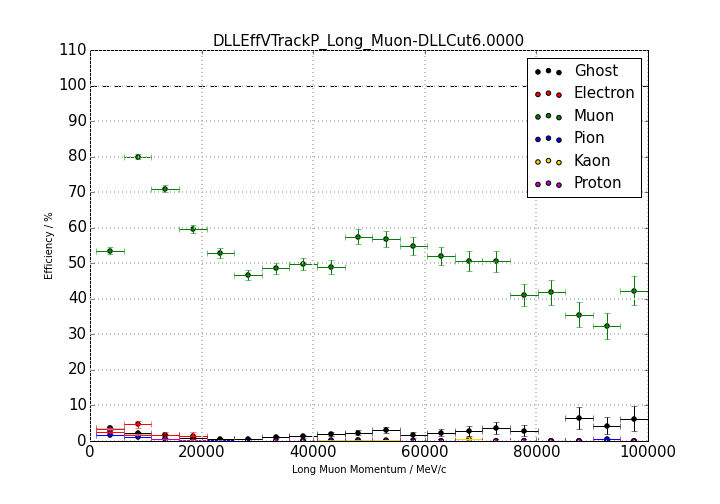 DLLEffVTrackP_Long_Muon-DLLCut6.0000
110
100
90
80
70
60
50
40
30
20
10
0
Efficiency / %
Ghost
Electron
Muon
Pion
Kaon
Proton
0 20000 40000 60000 80000 100000
Long Muon Momentum / MeV/c